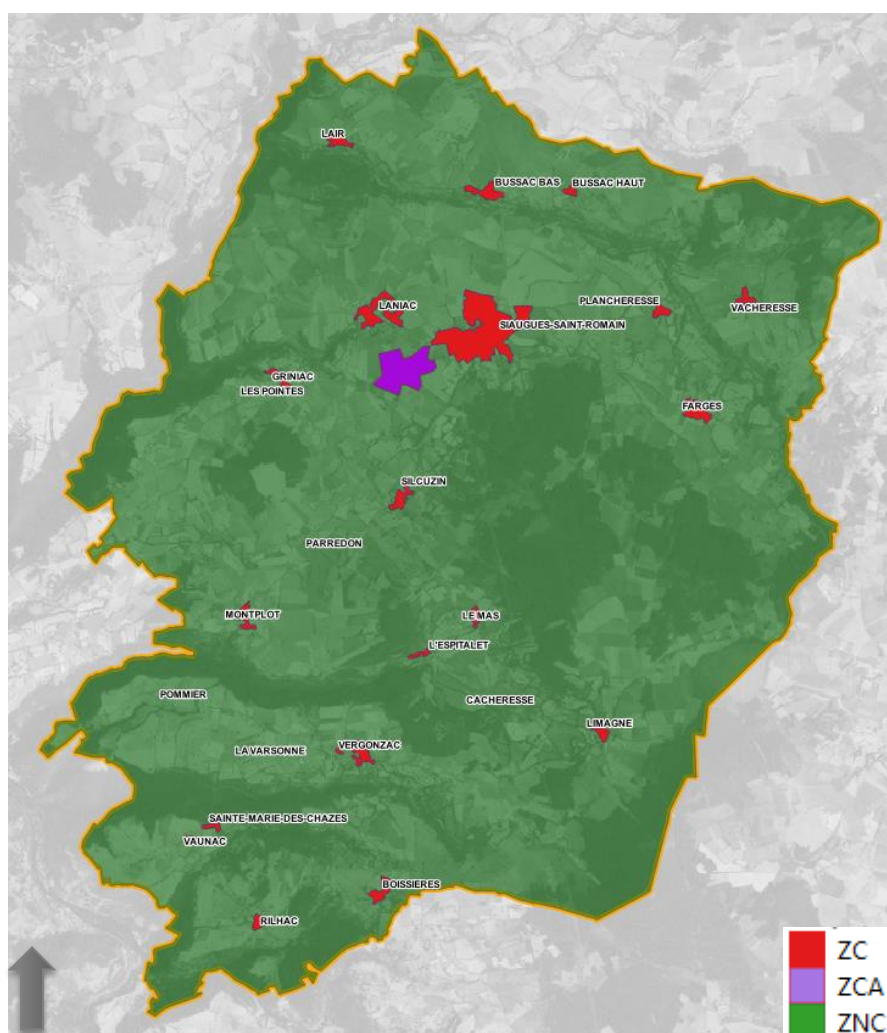 LAIR
BUSSAC BAS
BUSSAC HAUT
LANIAC
PLANCHERESSE
VACHERESSE
SIAUGUES-SAINT-ROMAIN
GRINIAC
LES POINTES
FARGES
SILCUZIN
PARREDON
MONTPLOT
LE MAS
L'ESPITALET
POMMIER
CACHERESSE
LIMAGNE
LA VARSONNE
VERGONZAC
SAINTE-MARIE-DES-CHAZES
VAUNAC
BOISSIERES
RILHAC
ZC
ZCA
ZNC